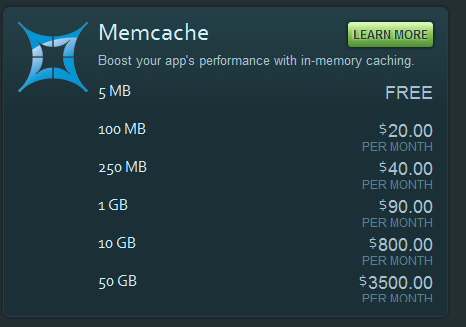 Memcache
LEARN MORE
Boost your app's performance with in-memory caching.
5 MB FREE
100 MB $20.00
PER MONTH
250 MB $40.00
PER MONTH
1 GB $90.00
PER MONTH
10 GB $800.00
PER MONTH
50 GB $3500.00
PER MONTH